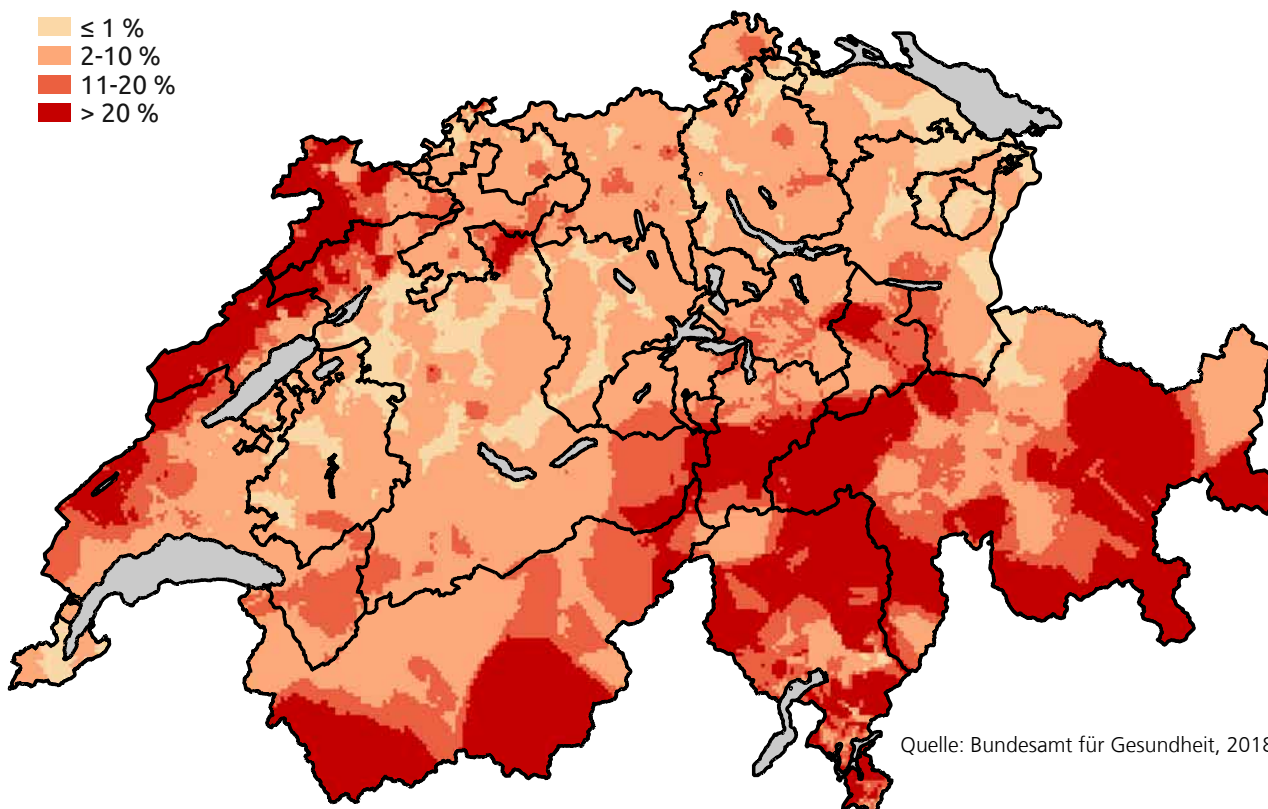 ≤ 1 %
2-10 %
11-20 %
> 20 %
Quelle: Bundesamt für Gesundheit, 2018